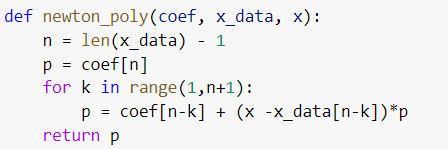 def newton_poly(coef, x_data, x):
    n = len(x_data) - 1
    p = coef[n]
    for k in range(1,n+1):
        p = coef[n-k] + (x -x_data[n-k])*p
    return p